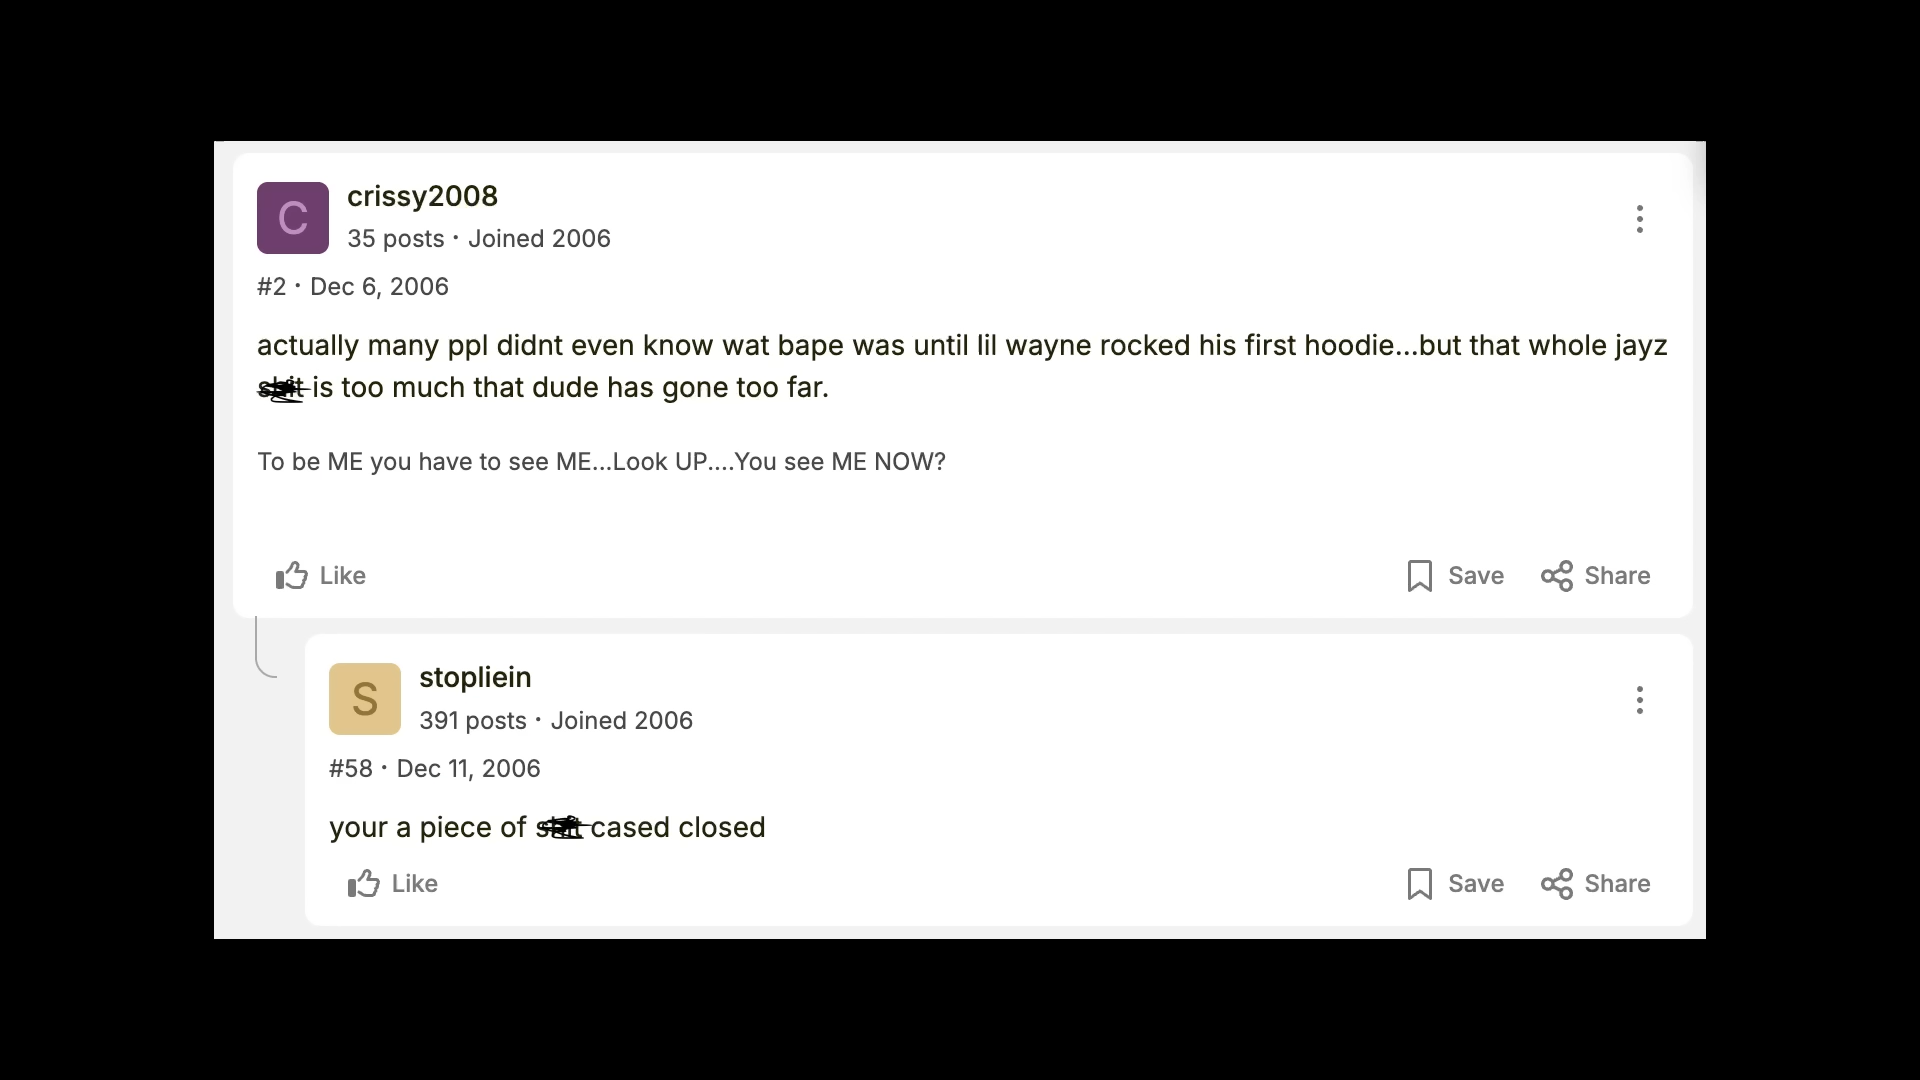 C
crissy2008
35 posts · Joined 2006
#2 · Dec 6, 2006
actually many ppl didnt even know wat bape was until lil wayne rocked his first hoodie...but that whole jayz
shit is too much that dude has gone too far.
To be ME you have to see ME...Look UP....You see ME NOW?
Like
Save
Share
S
stopliein
391 posts · Joined 2006
#58 · Dec 11, 2006
your a piece of shit cased closed
Like
Save
Share